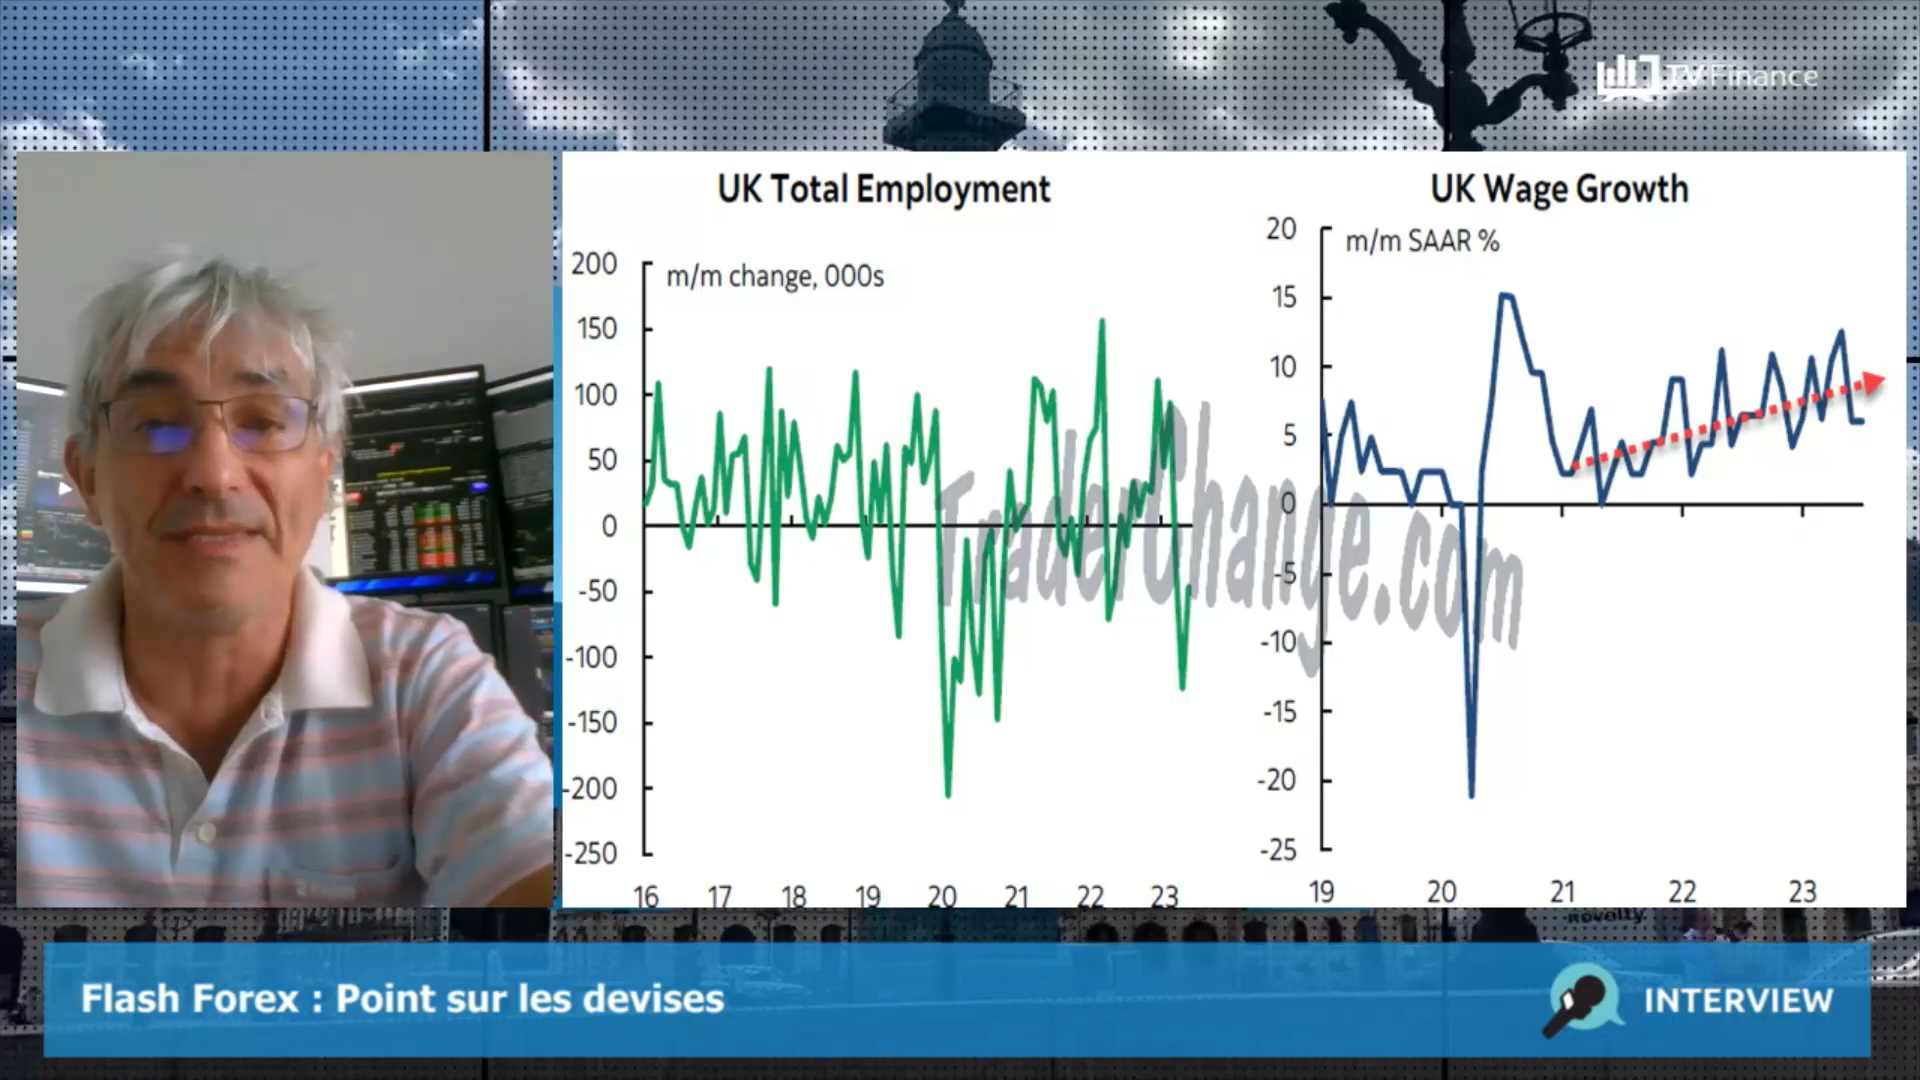 TVFinance
UK Total Employment
m/m change, 000s
200
150
100
50
0
-50
-100
-150
-200
-250
16 17 18 19 20 21 22 23
UK Wage Growth
m/m SAAR %
20
15
10
5
0
-5
-10
-15
-20
-25
19 20 21 22 23
TraderChange.com
novelty.
Flash Forex : Point sur les devises
INTERVIEW